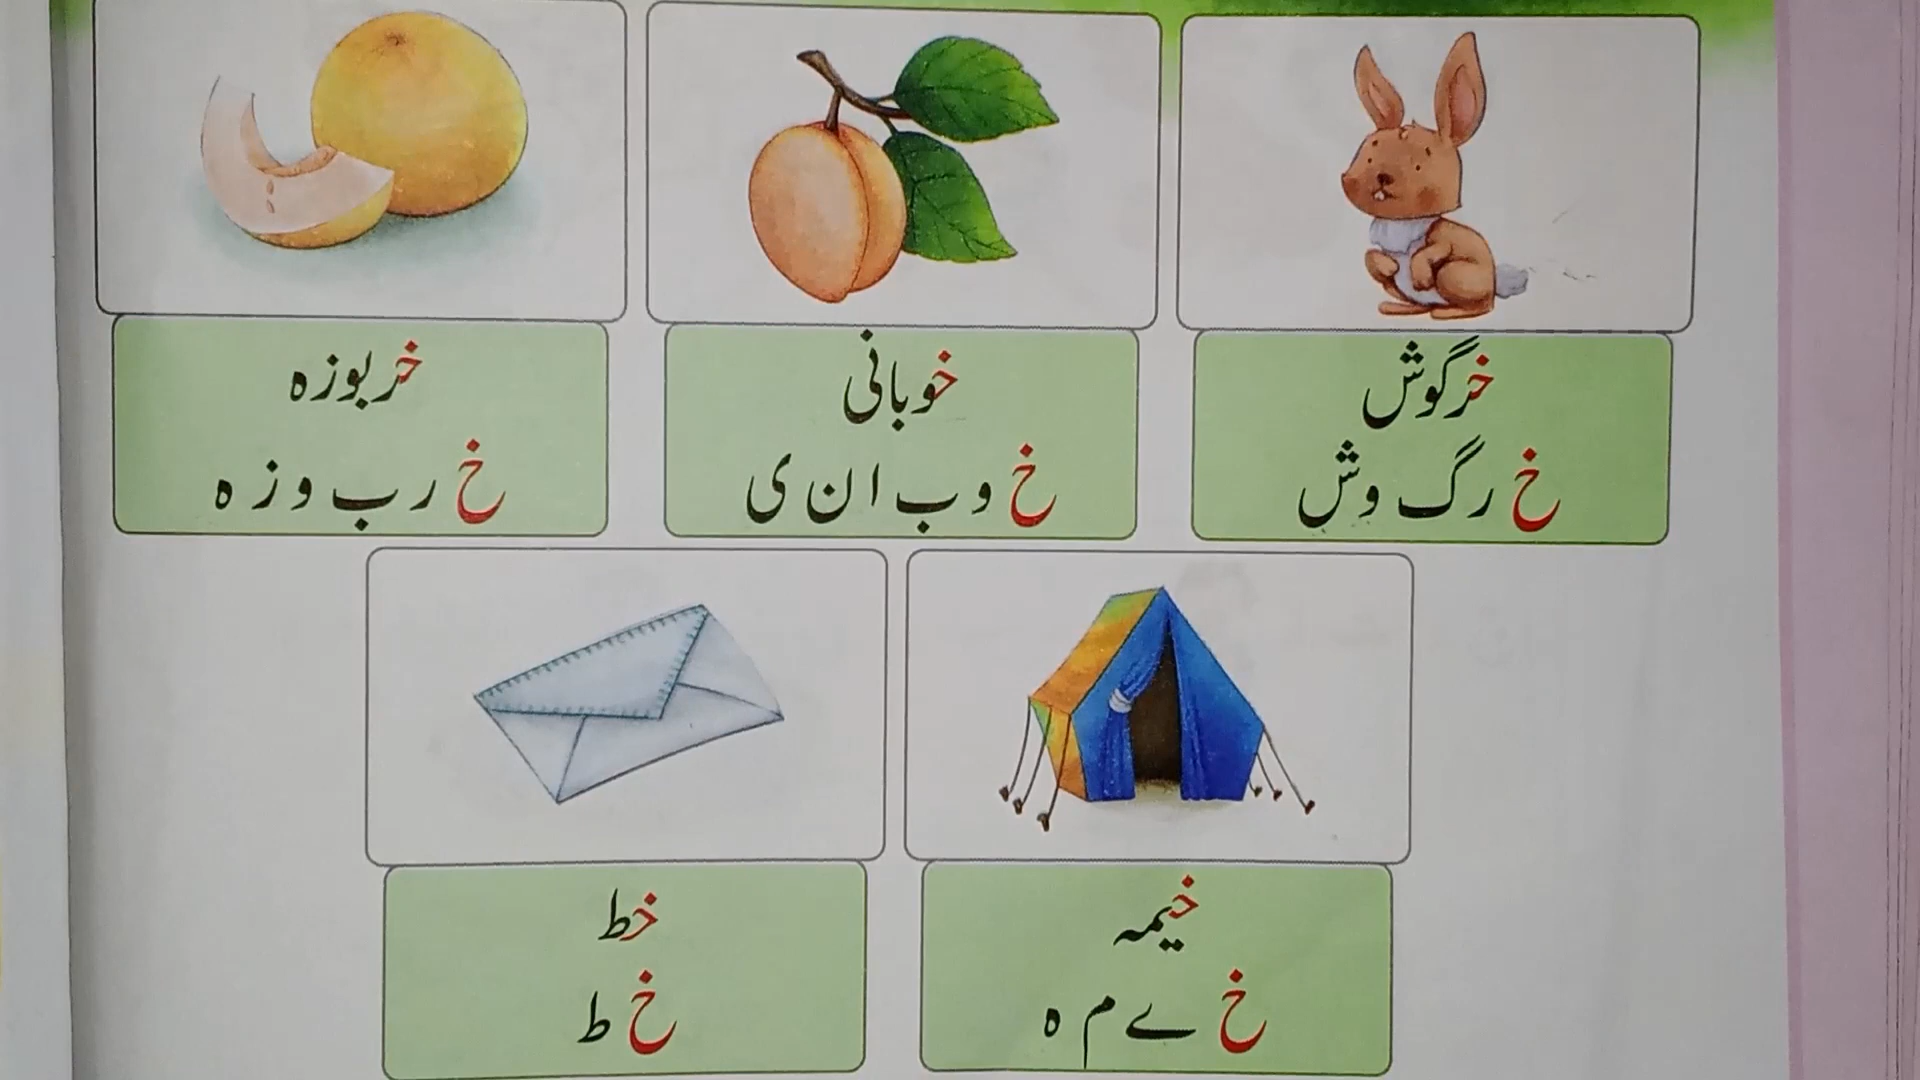 خرگوش
خ ر گ و ش
خوبانی
خ و ب ا ن ی
خربوزہ
خ ر ب و ز ہ
خیمہ
خ ے م ہ
خط
خ ط